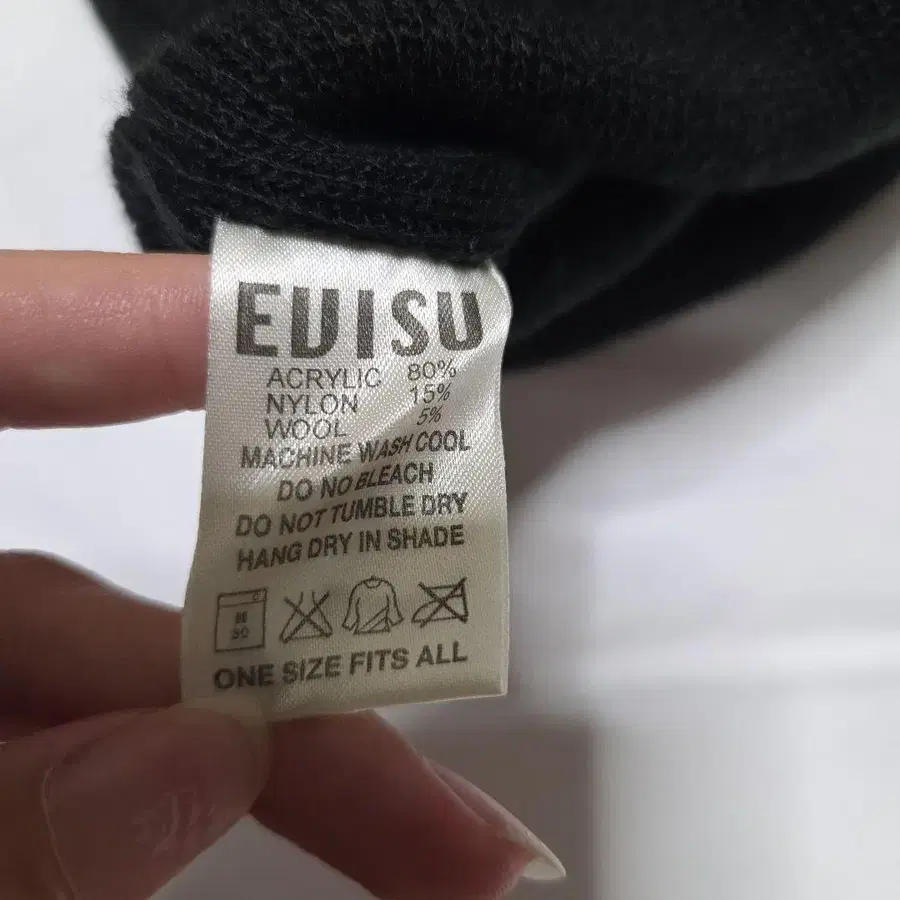 EVISU
ACRYLIC 80%
NYLON 15%
WOOL 5%
MACHINE WASH COOL
DO NO BLEACH
DO NOT TUMBLE DRY
HANG DRY IN SHADE
ONE SIZE FITS ALL